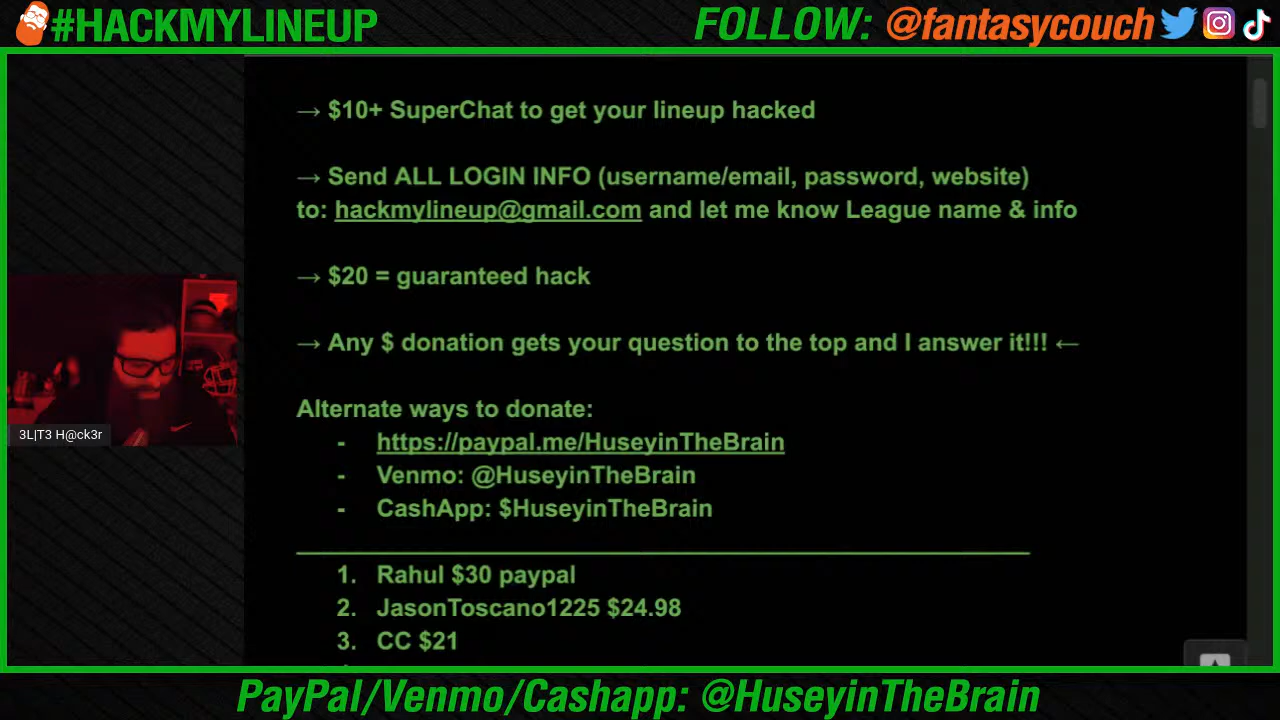 #HACKMYLINEUP
FOLLOW: @fantasycouch
→ $10+ SuperChat to get your lineup hacked
→ Send ALL LOGIN INFO (username/email, password, website)
to: hackmylineup@gmail.com and let me know League name & info
→ $20 = guaranteed hack
→ Any $ donation gets your question to the top and I answer it!!! ←
Alternate ways to donate:
- https://paypal.me/HuseyinTheBrain
- Venmo: @HuseyinTheBrain
- CashApp: $HuseyinTheBrain
1. Rahul $30 paypal
2. JasonToscano1225 $24.98
3. CC $21
3L|T3 H@ck3r
PayPal/Venmo/Cashapp: @HuseyinTheBrain